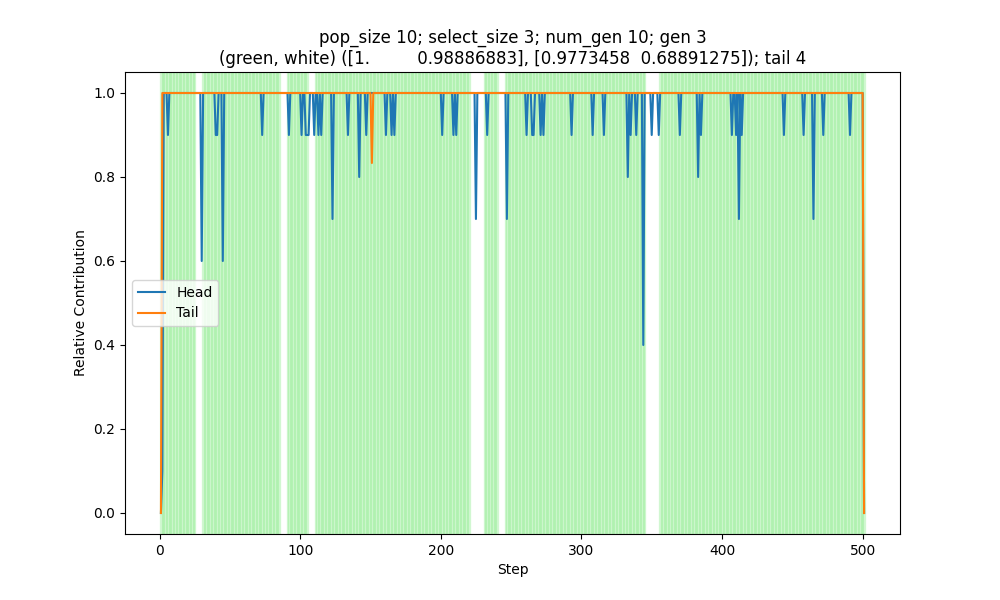 pop_size 10; select_size 3; num_gen 10; gen 3
(green, white) ([1.         0.98886883], [0.9773458  0.68891275]); tail 4
1.0
0.8
0.6
0.4
0.2
0.0
Relative Contribution
Head
Tail
0
100
200
300
400
500
Step